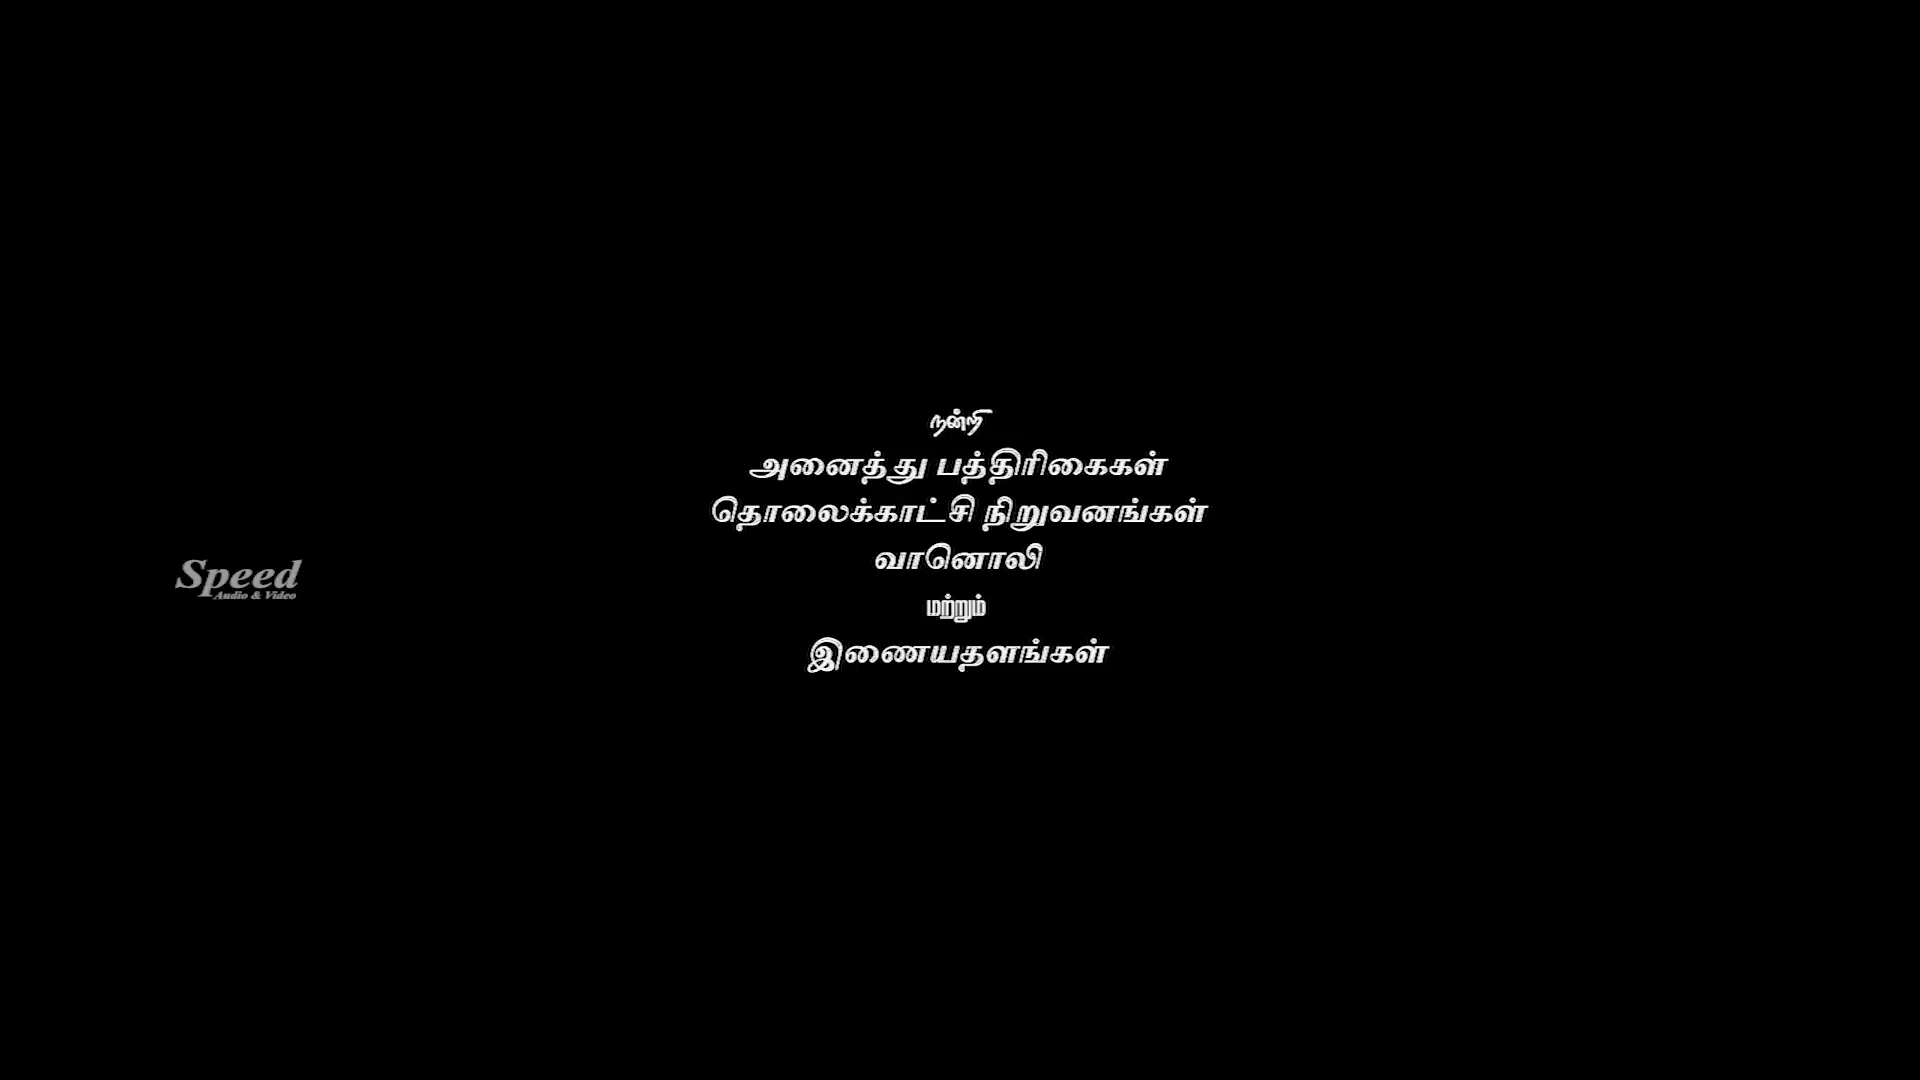 நன்றி
அனைத்து பத்திரிகைகள்
தொலைக்காட்சி நிறுவனங்கள்
வானொலி
மற்றும்
இணையதளங்கள்
Speed
Audio & Video